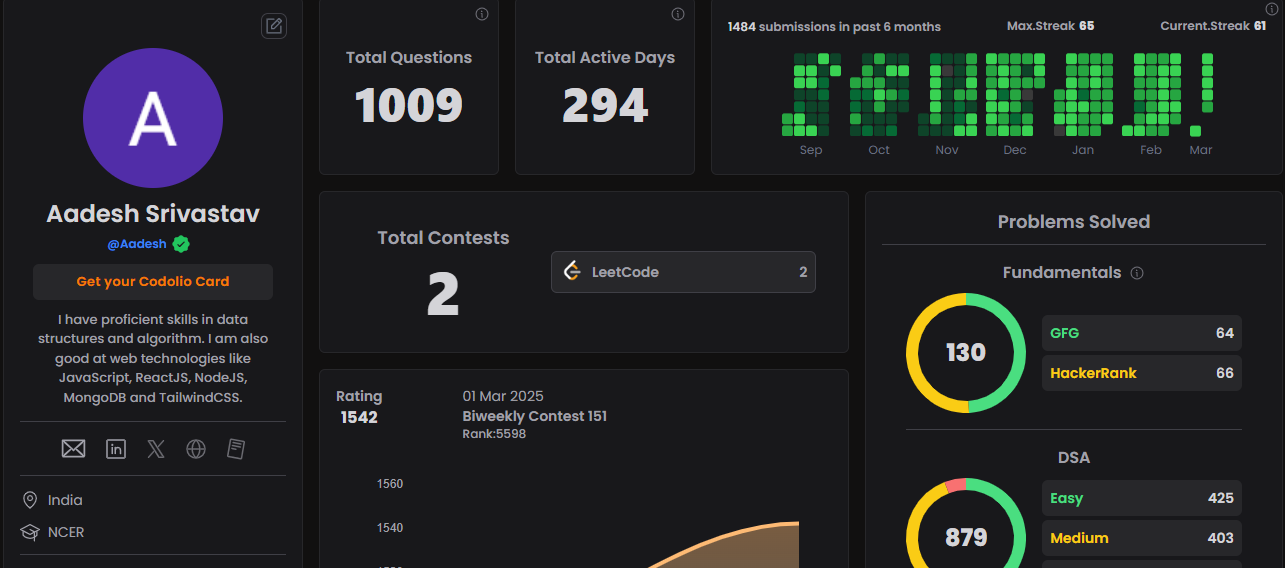 A
Aadesh Srivastav
@Aadesh
Get your Codolio Card
I have proficient skills in data
structures and algorithm. I am also
good at web technologies like
JavaScript, ReactJS, NodeJS,
MongoDB and TailwindCSS.
India
NCER
Total Questions
1009
Total Active Days
294
1484 submissions in past 6 months
Max.Streak 65
Current.Streak 61
Sep Oct Nov Dec Jan Feb Mar
Total Contests
2
LeetCode 2
Rating
1542
01 Mar 2025
Biweekly Contest 151
Rank:5598
1560
1540
Problems Solved
Fundamentals
130
GFG 64
HackerRank 66
DSA
879
Easy 425
Medium 403